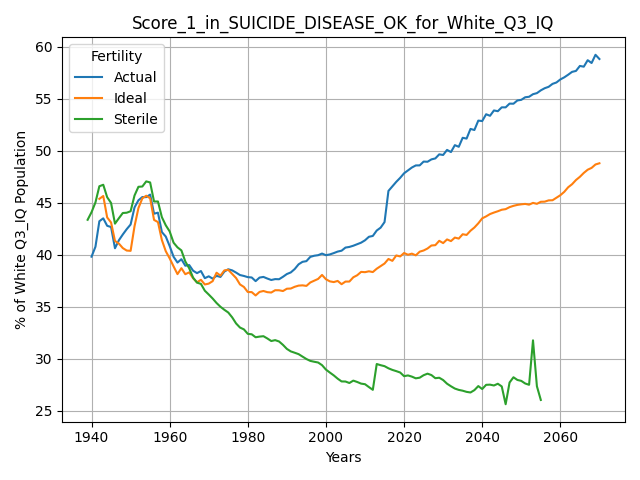 Score_1_in_SUICIDE_DISEASE_OK_for_White_Q3_IQ
Fertility
Actual
Ideal
Sterile
% of White Q3_IQ Population
60
55
50
45
40
35
30
25
1940
1960
1980
2000
2020
2040
2060
Years